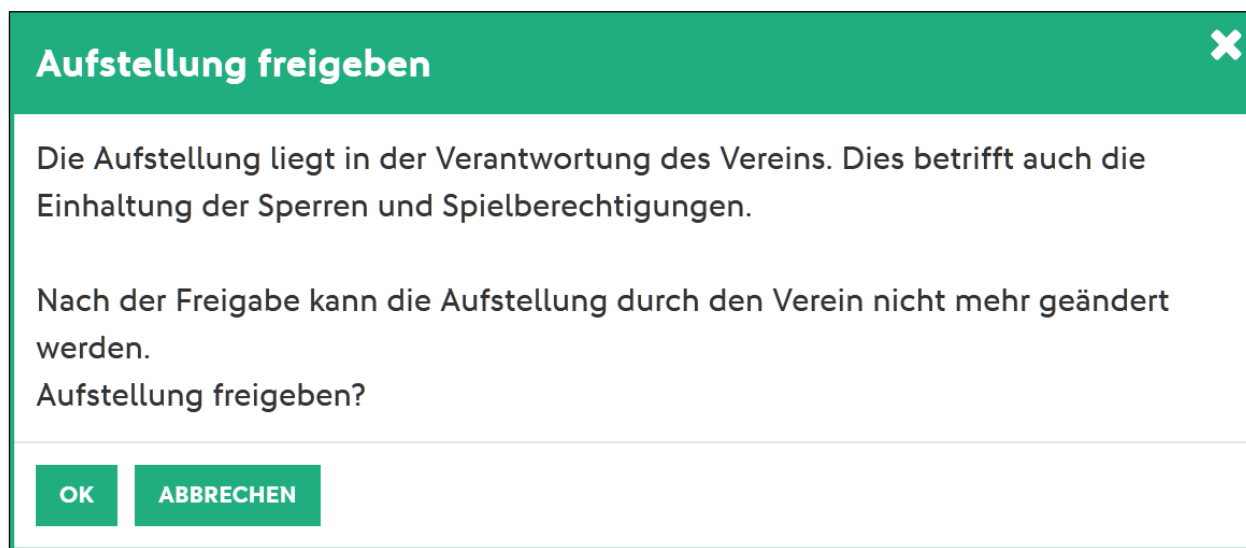 Aufstellung freigeben
Die Aufstellung liegt in der Verantwortung des Vereins. Dies betrifft auch die
Einhaltung der Sperren und Spielberechtigungen.
Nach der Freigabe kann die Aufstellung durch den Verein nicht mehr geändert
werden.
Aufstellung freigeben?
OK ABBRECHEN